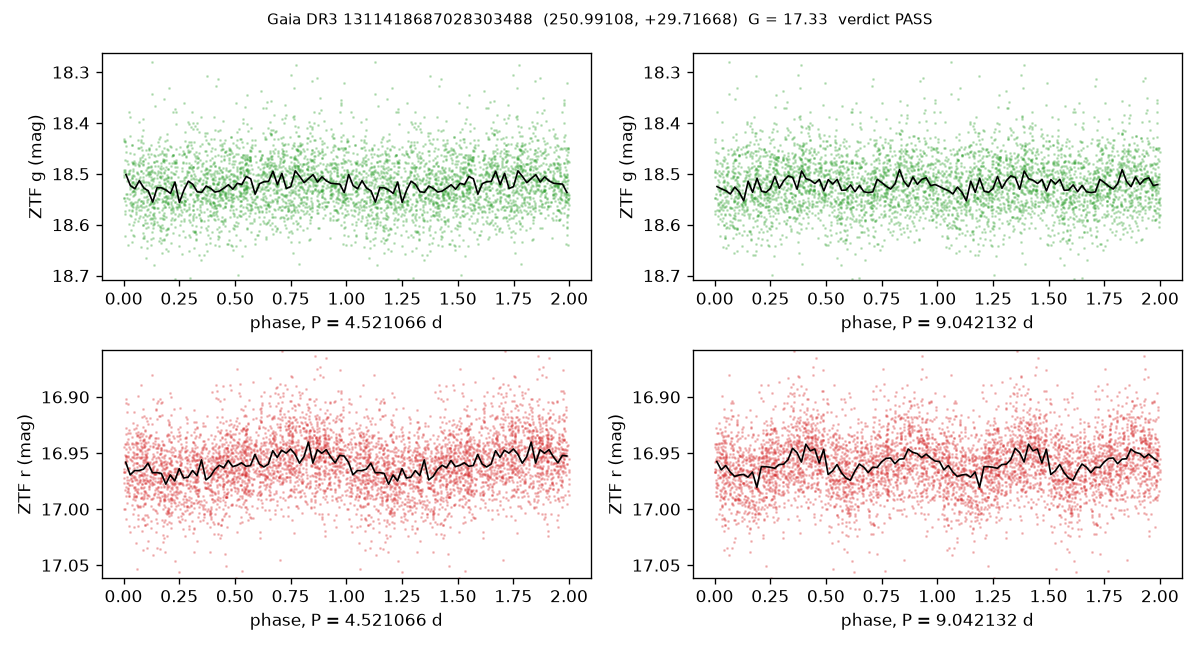 Gaia DR3 1311418687028303488 (250.99108, +29.71668) G = 17.33 verdict PASS
ZTF g (mag)
18.3
18.4
18.5
18.6
18.7
0.00 0.25 0.50 0.75 1.00 1.25 1.50 1.75 2.00
phase, P = 4.521066 d
ZTF g (mag)
18.3
18.4
18.5
18.6
18.7
0.00 0.25 0.50 0.75 1.00 1.25 1.50 1.75 2.00
phase, P = 9.042132 d
ZTF r (mag)
16.90
16.95
17.00
17.05
0.00 0.25 0.50 0.75 1.00 1.25 1.50 1.75 2.00
phase, P = 4.521066 d
ZTF r (mag)
16.90
16.95
17.00
17.05
0.00 0.25 0.50 0.75 1.00 1.25 1.50 1.75 2.00
phase, P = 9.042132 d